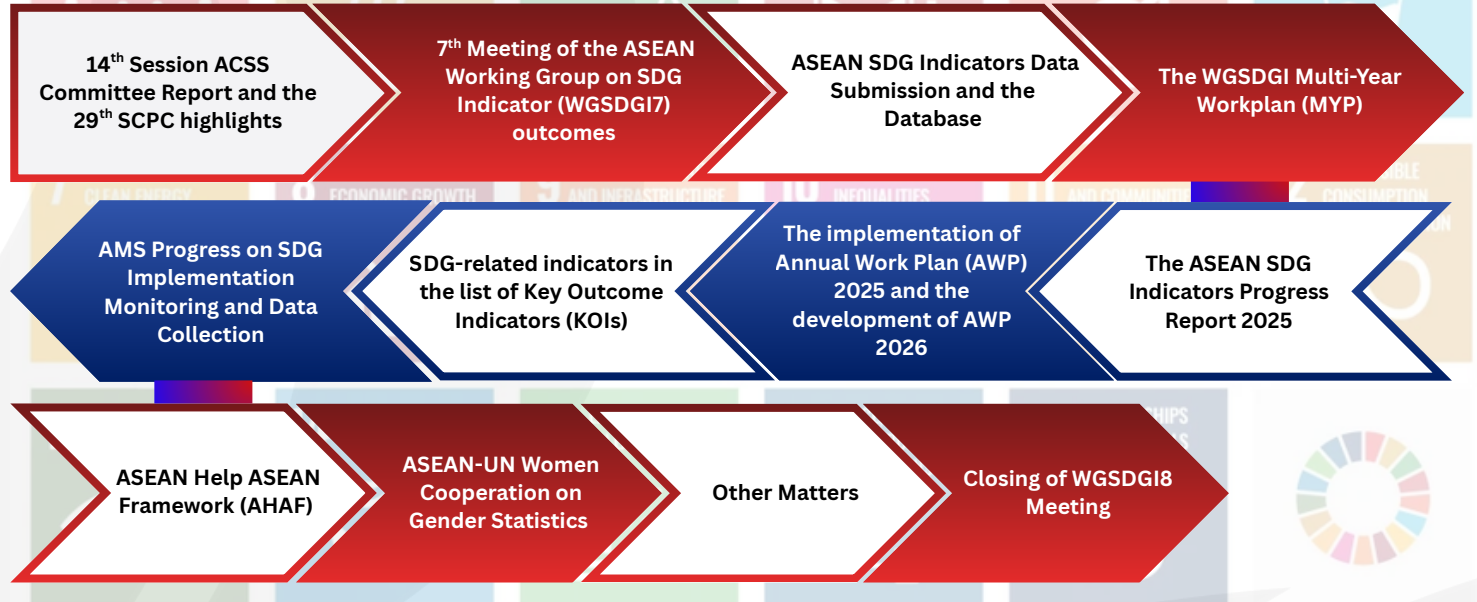 14th Session ACSS
Committee Report and the
29th SCPC highlights
7th Meeting of the ASEAN
Working Group on SDG
Indicator (WGSDGI7)
outcomes
ASEAN SDG Indicators Data
Submission and the
Database
The WGSDGI Multi-Year
Workplan (MYP)
7 CLEAN ENERGY
8 ECONOMIC GROWTH
9 AND INFRASTRUCTURE
10 INEQUALITIES
11
CONSUMPTION
The ASEAN SDG
Indicators Progress
Report 2025
The implementation of
Annual Work Plan (AWP)
2025 and the
development of AWP
2026
SDG-related indicators in
the list of Key Outcome
Indicators (KOIs)
AMS Progress on SDG
Implementation
Monitoring and Data
Collection
ASEAN Help ASEAN
Framework (AHAF)
ASEAN-UN Women
Cooperation on
Gender Statistics
Other Matters
Closing of WGSDGI8
Meeting